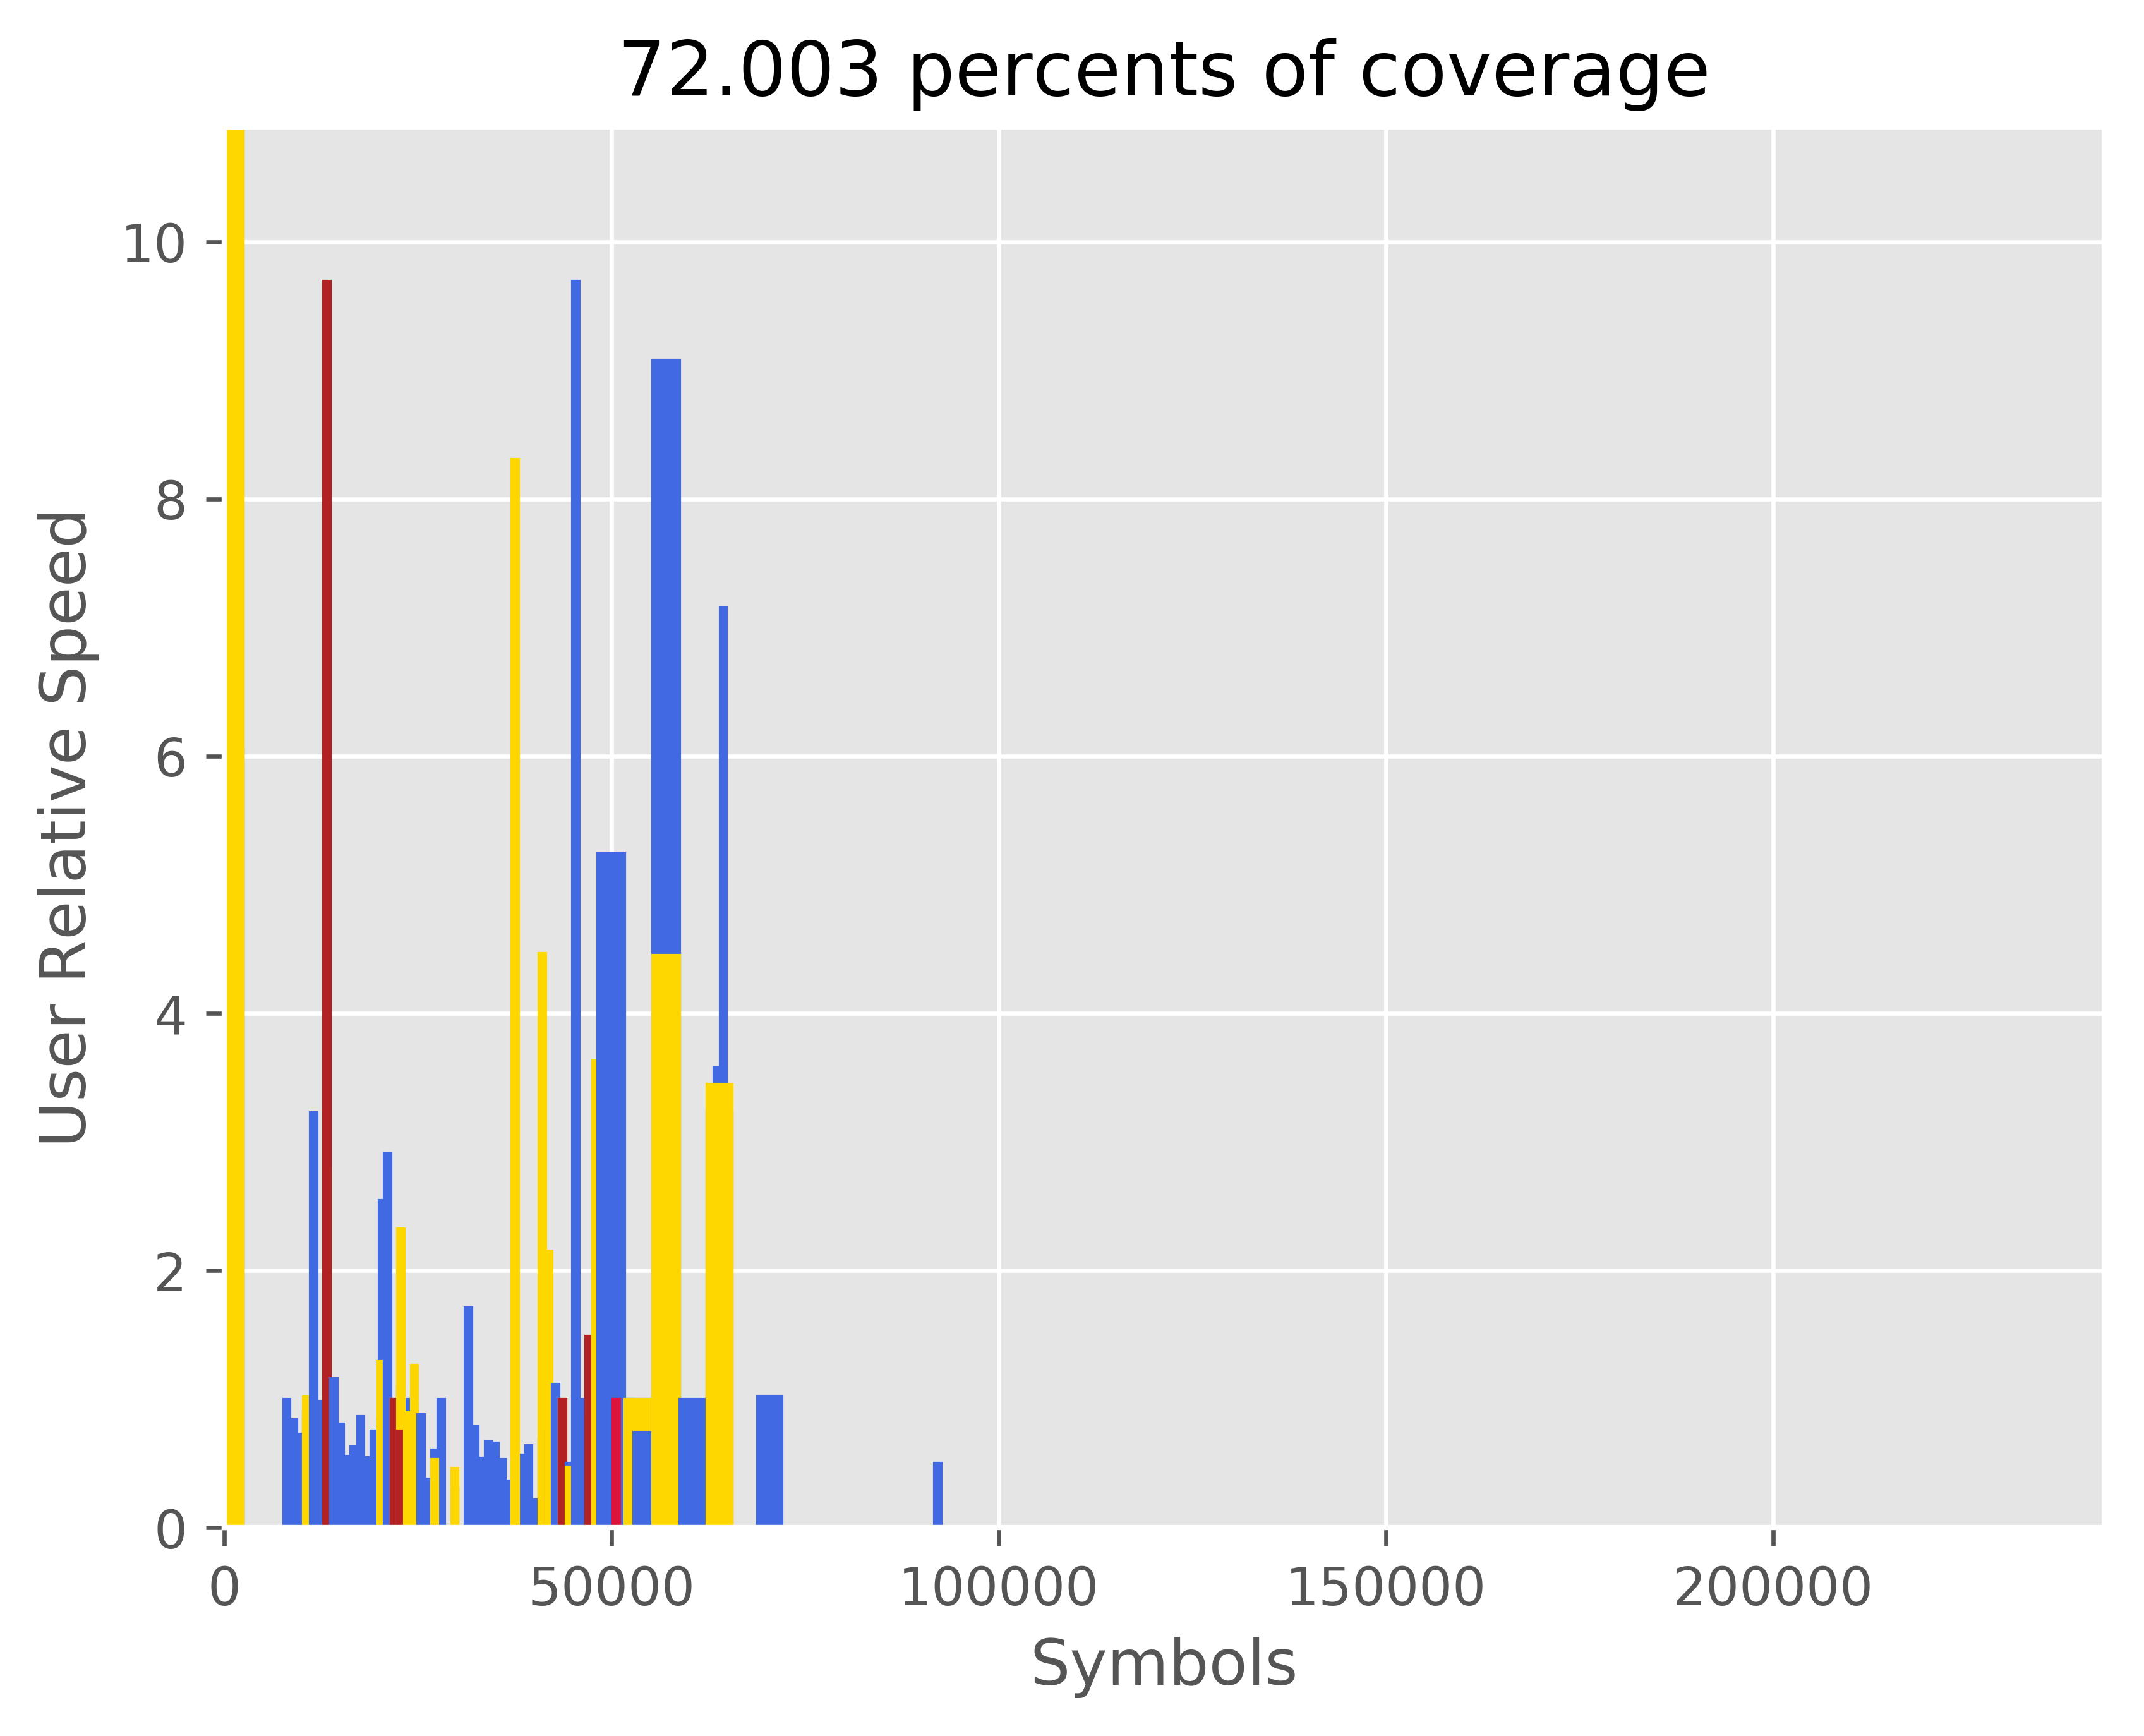 72.003 percents of coverage
User Relative Speed
10
8
6
4
2
0
0 50000 100000 150000 200000
Symbols